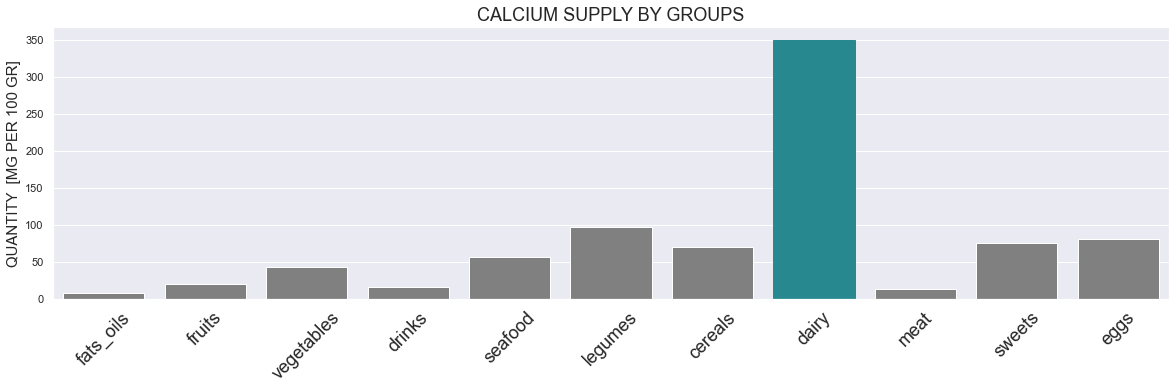 CALCIUM SUPPLY BY GROUPS
QUANTITY  [MG PER 100 GR]
350
300
250
200
150
100
50
0
fats_oils
fruits
vegetables
drinks
seafood
legumes
cereals
dairy
meat
sweets
eggs